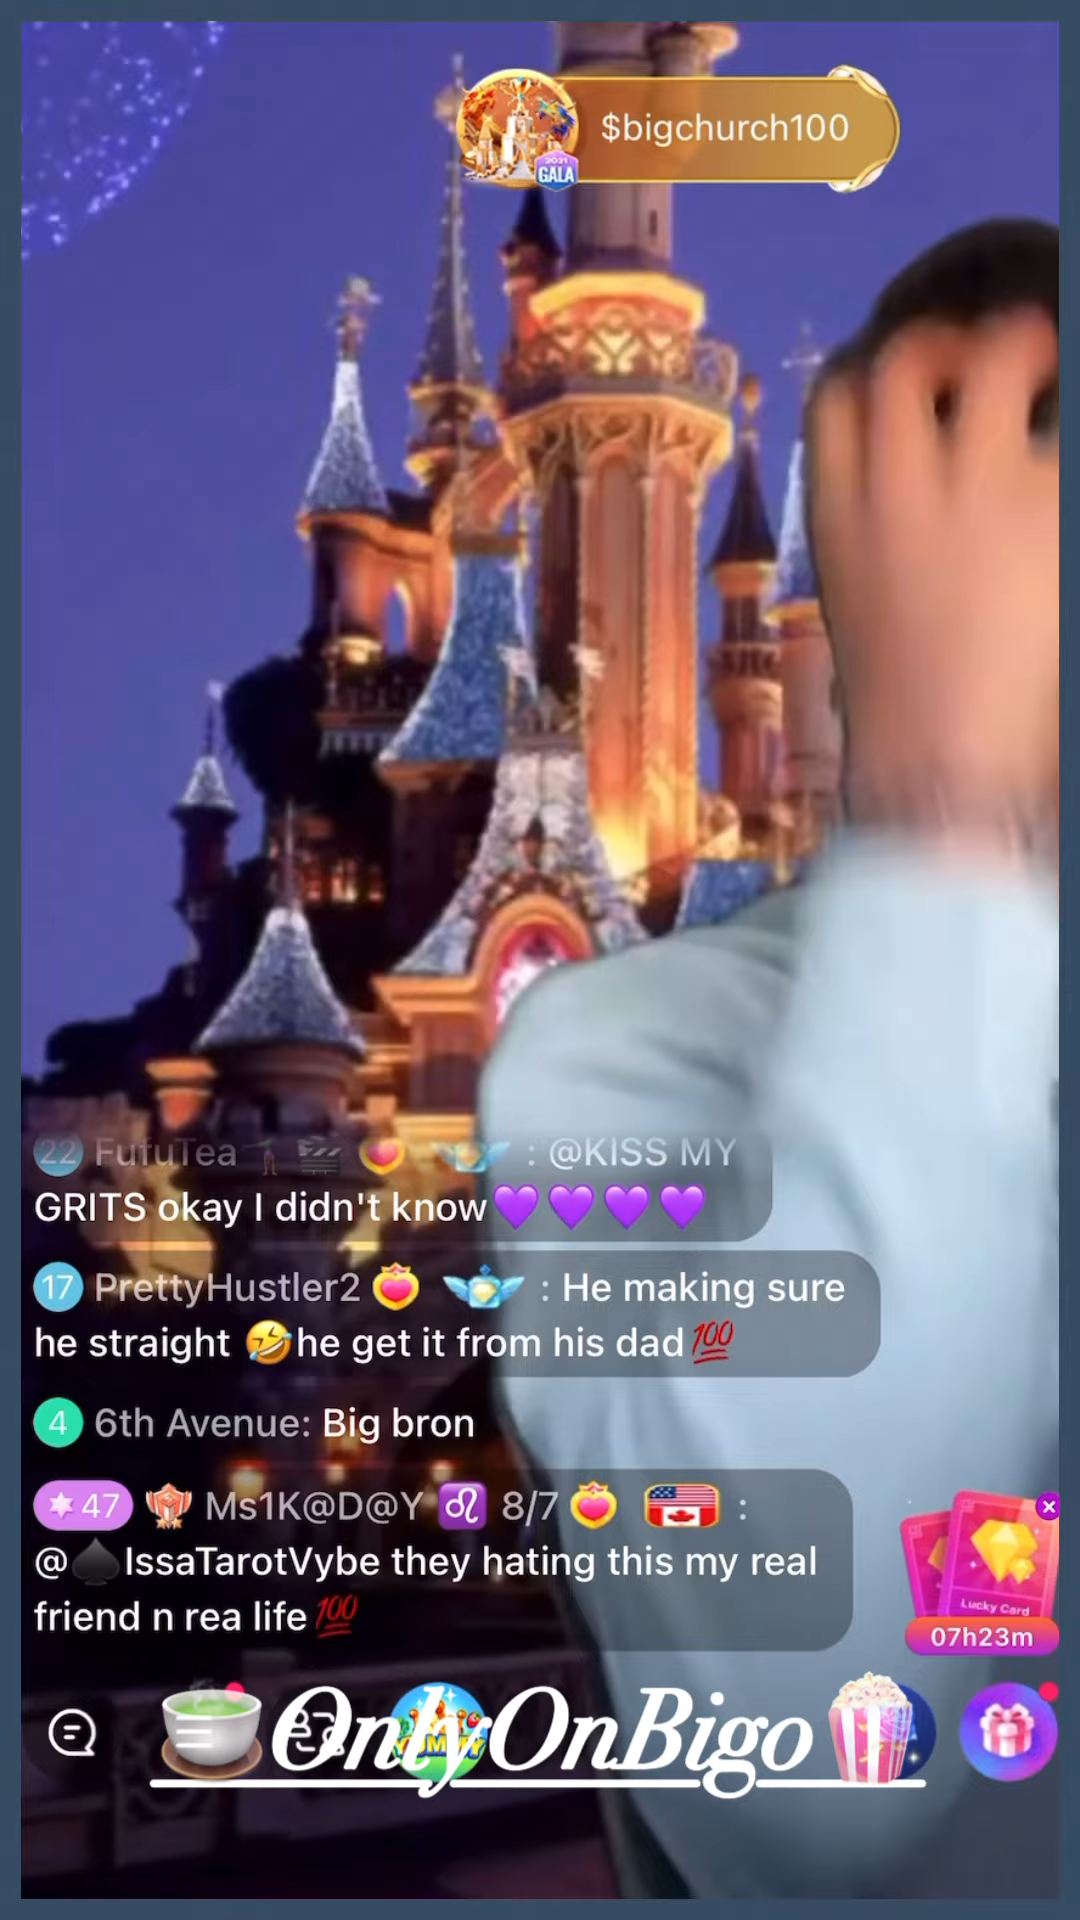 $bigchurch100
2021
GALA
22 FufuTea : @KISS MY
GRITS okay I didn't know💜💜💜💜
17 PrettyHustler2 : He making sure
he straight 🤣he get it from his dad💯
4 6th Avenue: Big bron
47 Ms1K@D@Y ♌ 8/7 :
@♠️IssaTarotVybe they hating this my real
friend n rea life💯
Lucky Card
07h23m
OnlyOnBigo
YUMMY